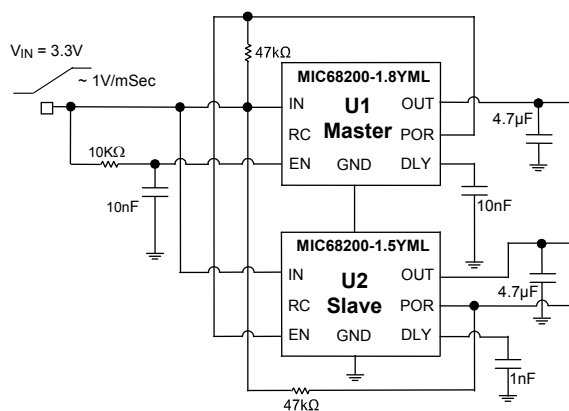 VIN = 3.3V
~ 1V/mSec
47kΩ
MIC68200-1.8YML
IN
U1
OUT
RC
Master
POR
EN
GND
DLY
4.7µF
10KΩ
10nF
10nF
MIC68200-1.5YML
IN
U2
OUT
RC
Slave
POR
EN
GND
DLY
4.7µF
1nF
47kΩ